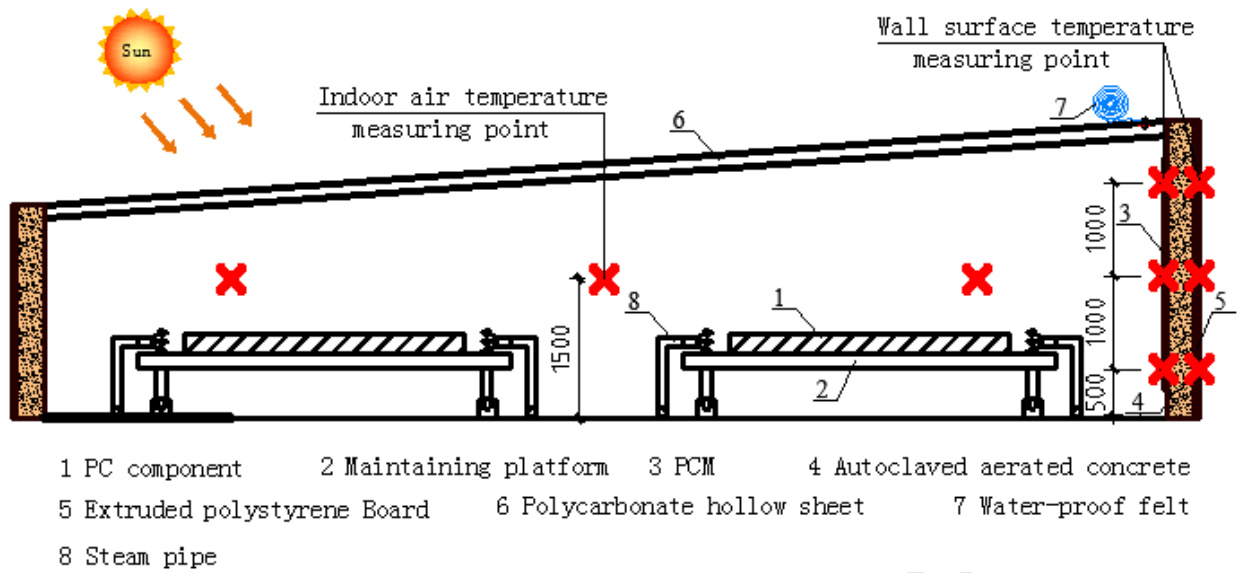 Sun
Wall surface temperature
measuring point
Indoor air temperature
measuring point
7
6
3
1000
1
8
5
1500
1000
2
4
500
1 PC component 2 Maintaining platform 3 PCM 4 Autoclaved aerated concrete
5 Extruded polystyrene Board 6 Polycarbonate hollow sheet 7 Water-proof felt
8 Steam pipe